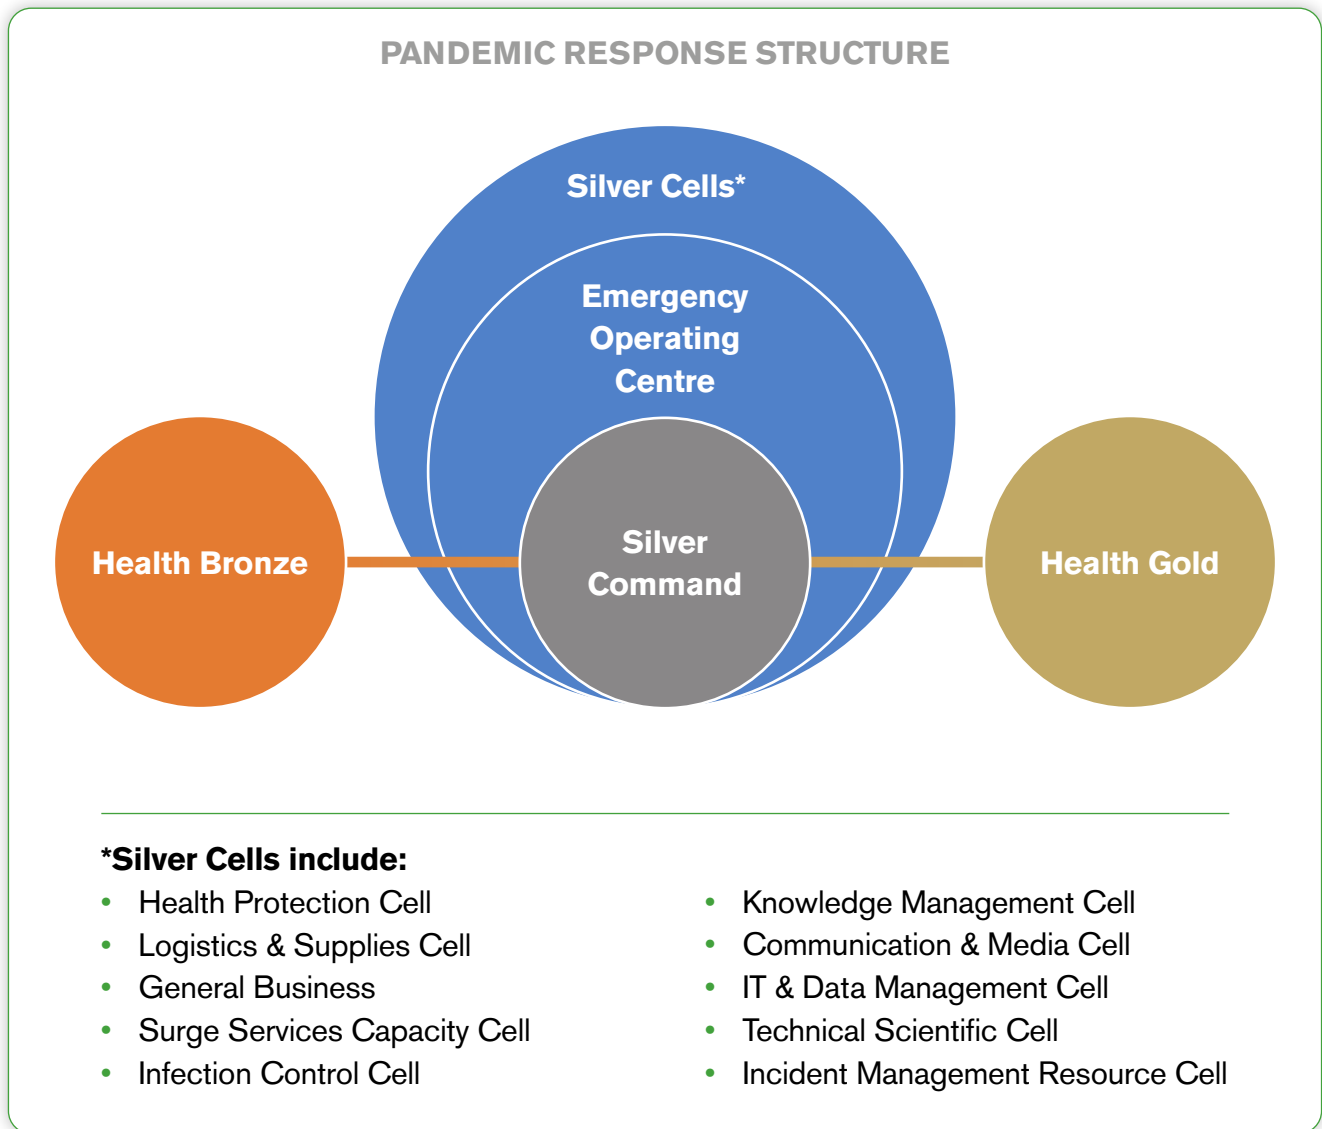 PANDEMIC RESPONSE STRUCTURE
Silver Cells*
Emergency
Operating
Centre
Health Bronze
Silver
Command
Health Gold
*Silver Cells include:
• Health Protection Cell
• Logistics & Supplies Cell
• General Business
• Surge Services Capacity Cell
• Infection Control Cell
• Knowledge Management Cell
• Communication & Media Cell
• IT & Data Management Cell
• Technical Scientific Cell
• Incident Management Resource Cell